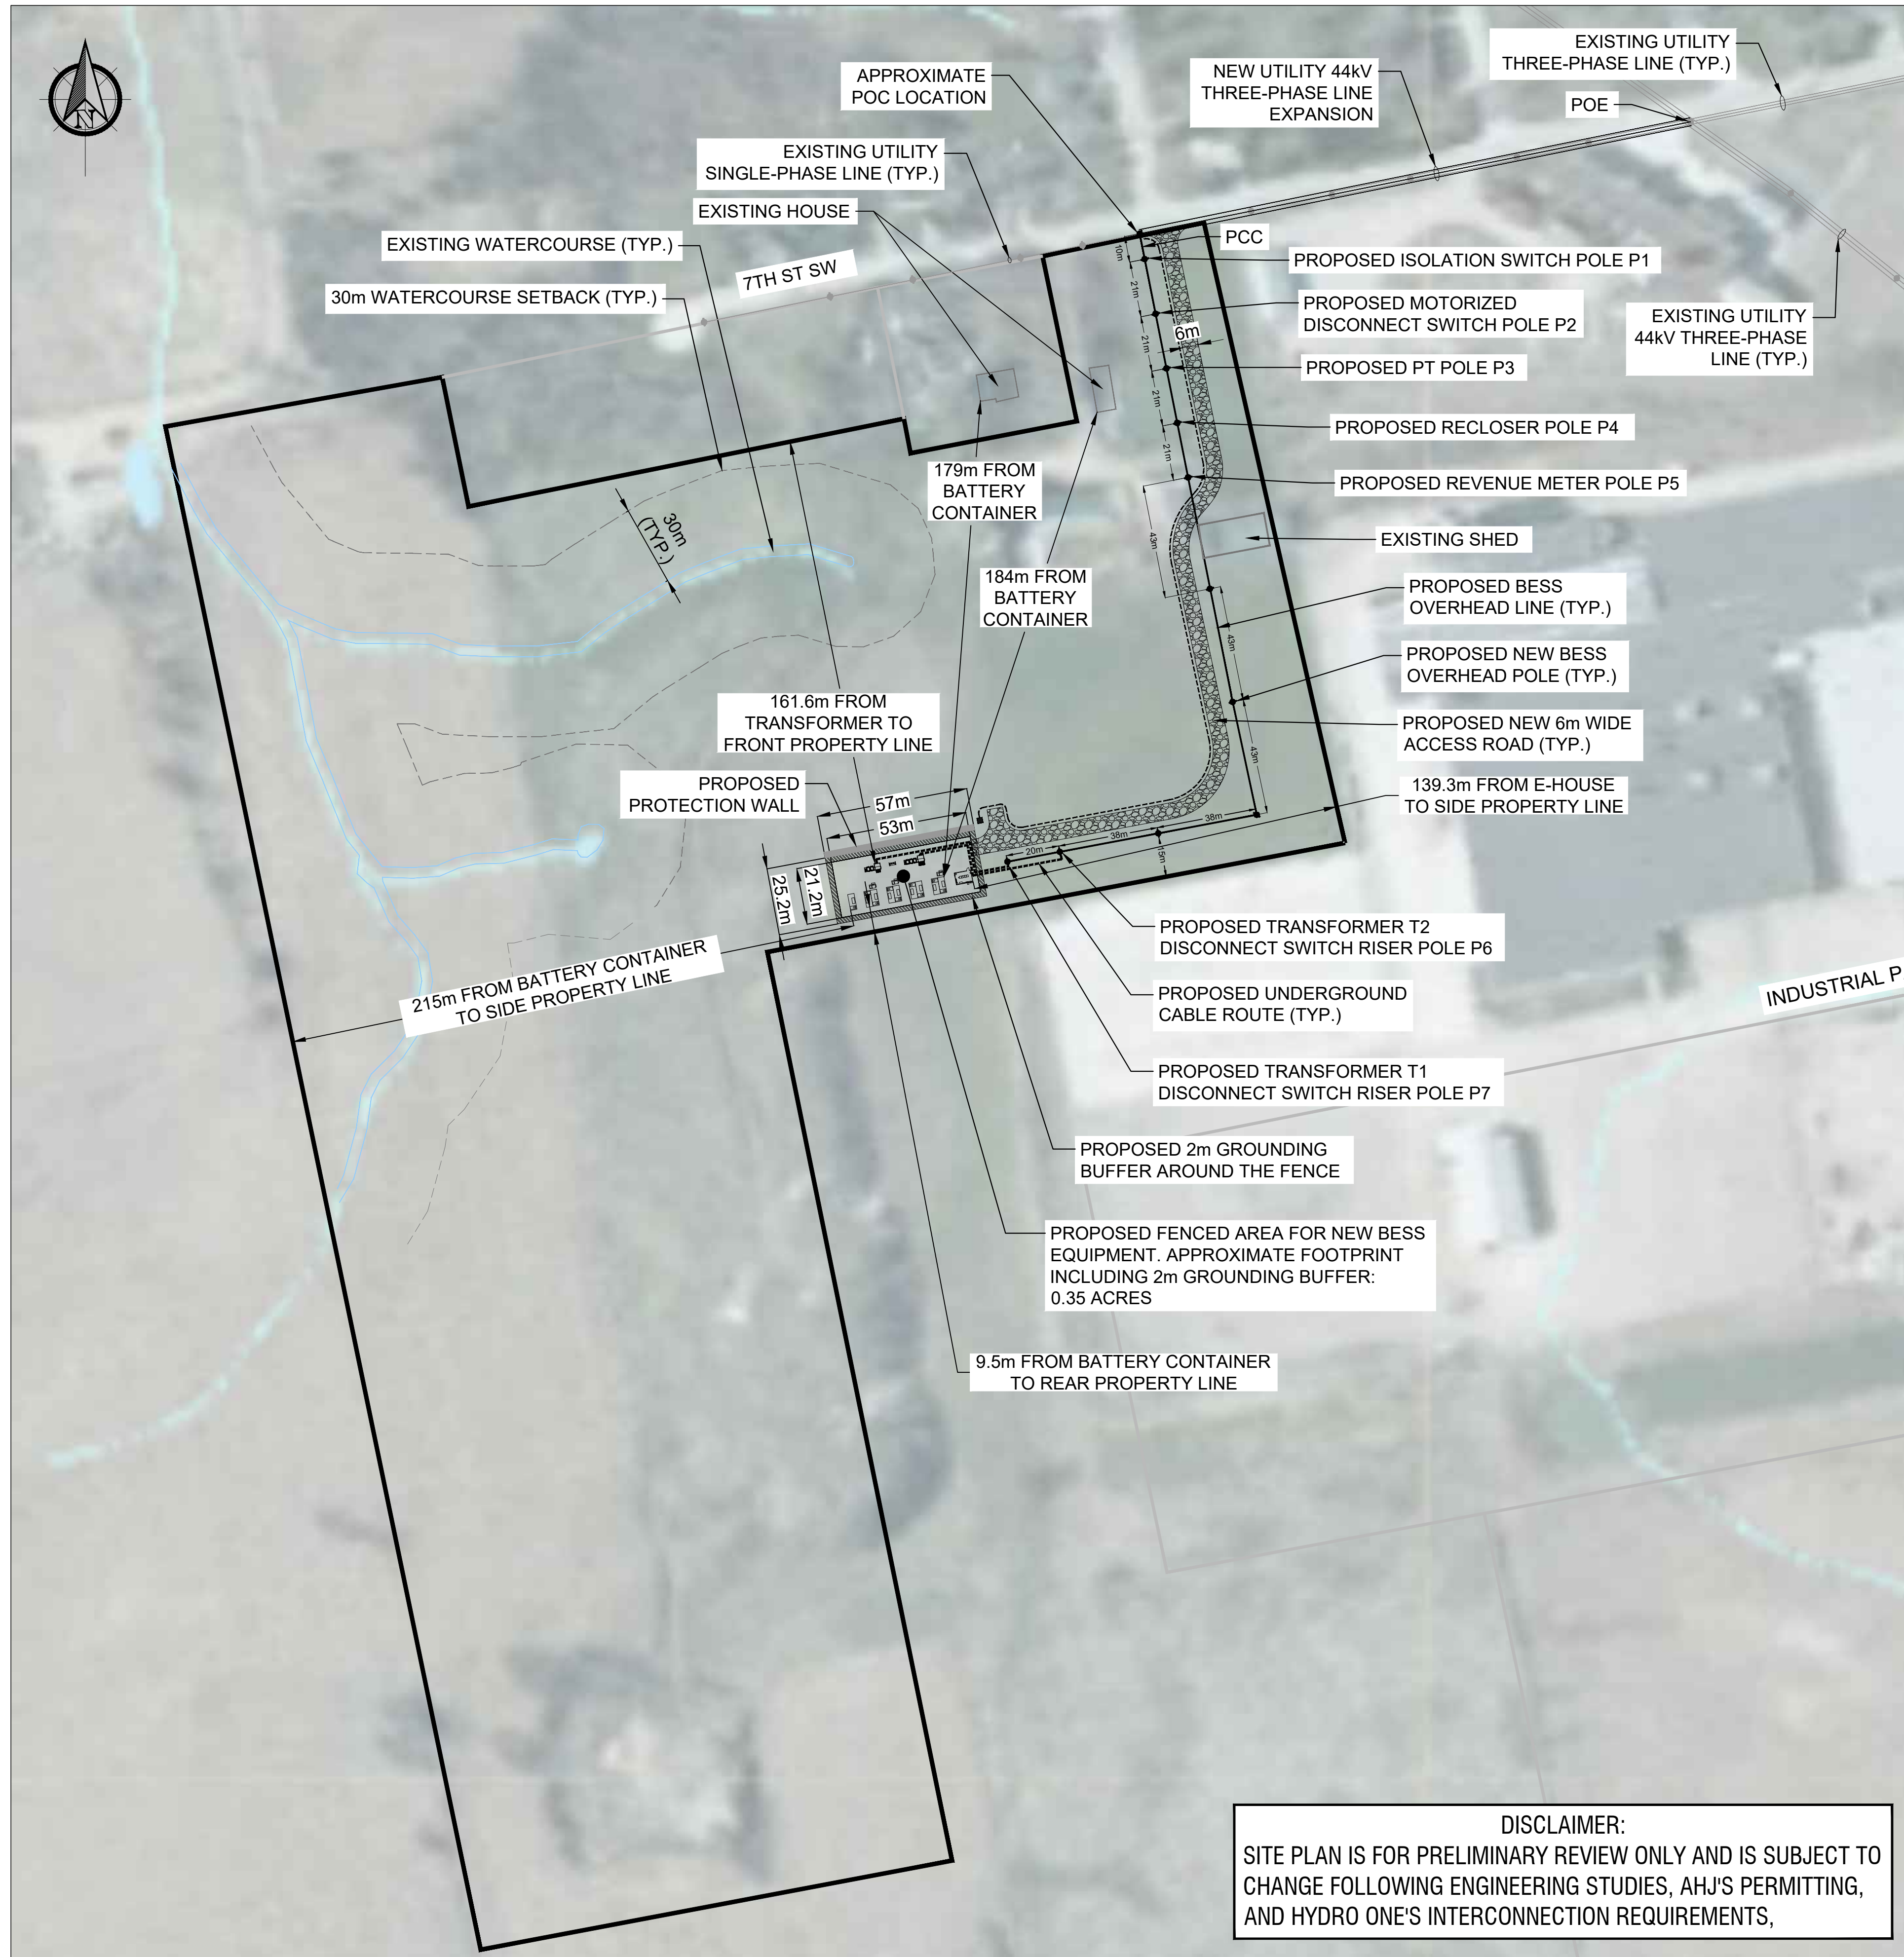 N
EXISTING UTILITY
THREE-PHASE LINE (TYP.)
APPROXIMATE
POC LOCATION
NEW UTILITY 44kV
THREE-PHASE LINE
EXPANSION
POE
EXISTING UTILITY
SINGLE-PHASE LINE (TYP.)
EXISTING HOUSE
EXISTING WATERCOURSE (TYP.)
7TH ST SW
30m WATERCOURSE SETBACK (TYP.)
PCC
PROPOSED ISOLATION SWITCH POLE P1
PROPOSED MOTORIZED
DISCONNECT SWITCH POLE P2
EXISTING UTILITY
44kV THREE-PHASE
LINE (TYP.)
10m
21m
21m
21m
21m
6m
PROPOSED PT POLE P3
PROPOSED RECLOSER POLE P4
PROPOSED REVENUE METER POLE P5
179m FROM
BATTERY
CONTAINER
30m
(TYP.)
43m
EXISTING SHED
184m FROM
BATTERY
CONTAINER
PROPOSED BESS
OVERHEAD LINE (TYP.)
43m
PROPOSED NEW BESS
OVERHEAD POLE (TYP.)
161.6m FROM
TRANSFORMER TO
FRONT PROPERTY LINE
PROPOSED NEW 6m WIDE
ACCESS ROAD (TYP.)
43m
PROPOSED
PROTECTION WALL
139.3m FROM E-HOUSE
TO SIDE PROPERTY LINE
57m
53m
38m
38m
20m
15m
25.2m
21.2m
PROPOSED TRANSFORMER T2
DISCONNECT SWITCH RISER POLE P6
215m FROM BATTERY CONTAINER
TO SIDE PROPERTY LINE
INDUSTRIAL P
PROPOSED UNDERGROUND
CABLE ROUTE (TYP.)
PROPOSED TRANSFORMER T1
DISCONNECT SWITCH RISER POLE P7
PROPOSED 2m GROUNDING
BUFFER AROUND THE FENCE
PROPOSED FENCED AREA FOR NEW BESS
EQUIPMENT. APPROXIMATE FOOTPRINT
INCLUDING 2m GROUNDING BUFFER:
0.35 ACRES
9.5m FROM BATTERY CONTAINER
TO REAR PROPERTY LINE
DISCLAIMER:
SITE PLAN IS FOR PRELIMINARY REVIEW ONLY AND IS SUBJECT TO
CHANGE FOLLOWING ENGINEERING STUDIES, AHJ'S PERMITTING,
AND HYDRO ONE'S INTERCONNECTION REQUIREMENTS,